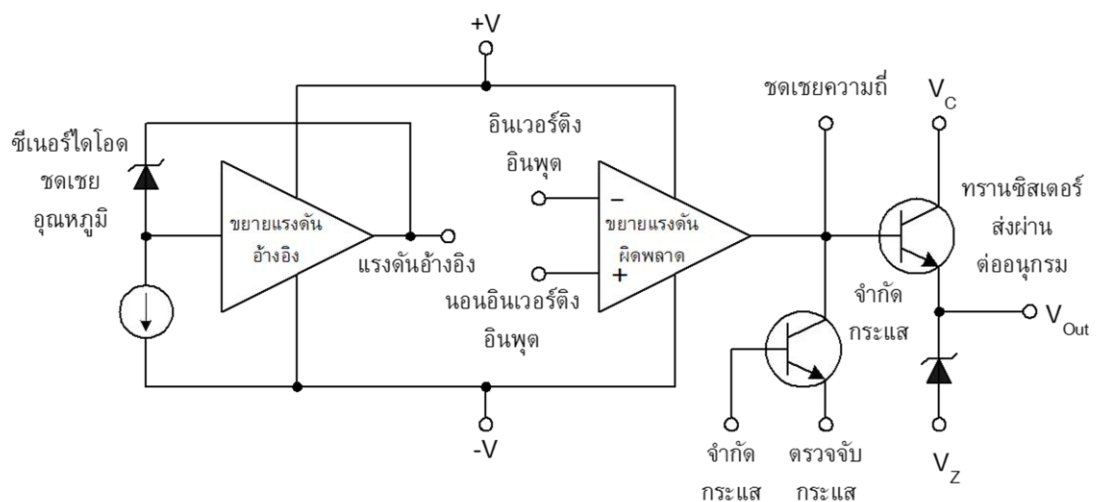 +V
ชดเชยความถี่
V_C
ซีเนอร์ไดโอด
ชดเชย
อุณหภูมิ
อินเวอร์ติง
อินพุต
ทรานซิสเตอร์
ส่งผ่าน
ต่ออนุกรม
ขยายแรงดัน
อ้างอิง
แรงดันอ้างอิง
−
ขยายแรงดัน
ผิดพลาด
+
นอนอินเวอร์ติง
อินพุต
จำกัด
กระแส
V_Out
-V
จำกัด
กระแส
ตรวจจับ
กระแส
V_Z